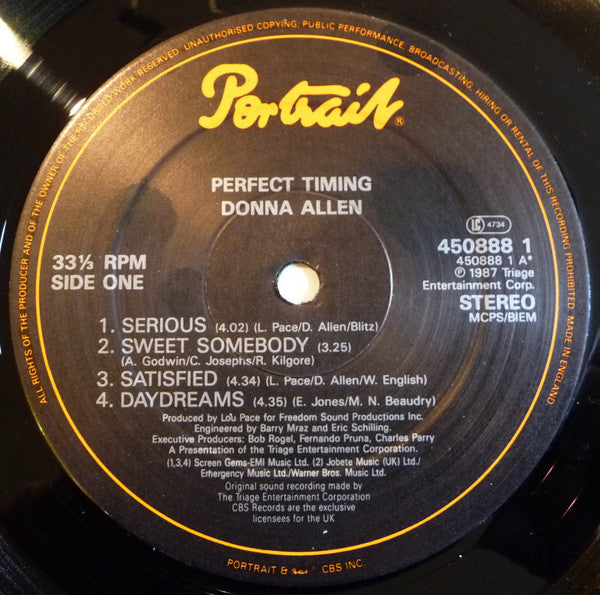 ALL RIGHTS OF THE PRODUCER AND OF THE OWNER OF THE RECORDED WORK RESERVED. UNAUTHORISED COPYING, PUBLIC PERFORMANCE, BROADCASTING, HIRING OR RENTAL OF THIS RECORDING PROHIBITED. MADE IN ENGLAND
Portrait ®
PERFECT TIMING
DONNA ALLEN
LC 4734
33⅓ RPM
SIDE ONE
450888 1
450888 1 A*
℗ 1987 Triage
Entertainment Corp.
STEREO
MCPS/BIEM
1. SERIOUS (4.02) (L. Pace/D. Allen/Blitz)
2. SWEET SOMEBODY (3.25)
(A. Godwin/C. Josephs/R. Kilgore)
3. SATISFIED (4.34) (L. Pace/D. Allen/W. English)
4. DAYDREAMS (4.35) (E. Jones/M. N. Beaudry)
Produced by Lou Pace for Freedom Sound Productions Inc.
Engineered by Barry Mraz and Eric Schilling.
Executive Producers: Bob Rogel, Fernando Pruna, Charles Parry
A Presentation of the Triage Entertainment Corp.
(1,3,4) Screen Gems-EMI Music Ltd. (2) Jobete Music (UK) Ltd./
Emergency Music Ltd./Warner Bros. Music Ltd.
Original sound recording made by
The Triage Entertainment Corporation
CBS Records are the exclusive
licensees for the UK
PORTRAIT & CBS INC.